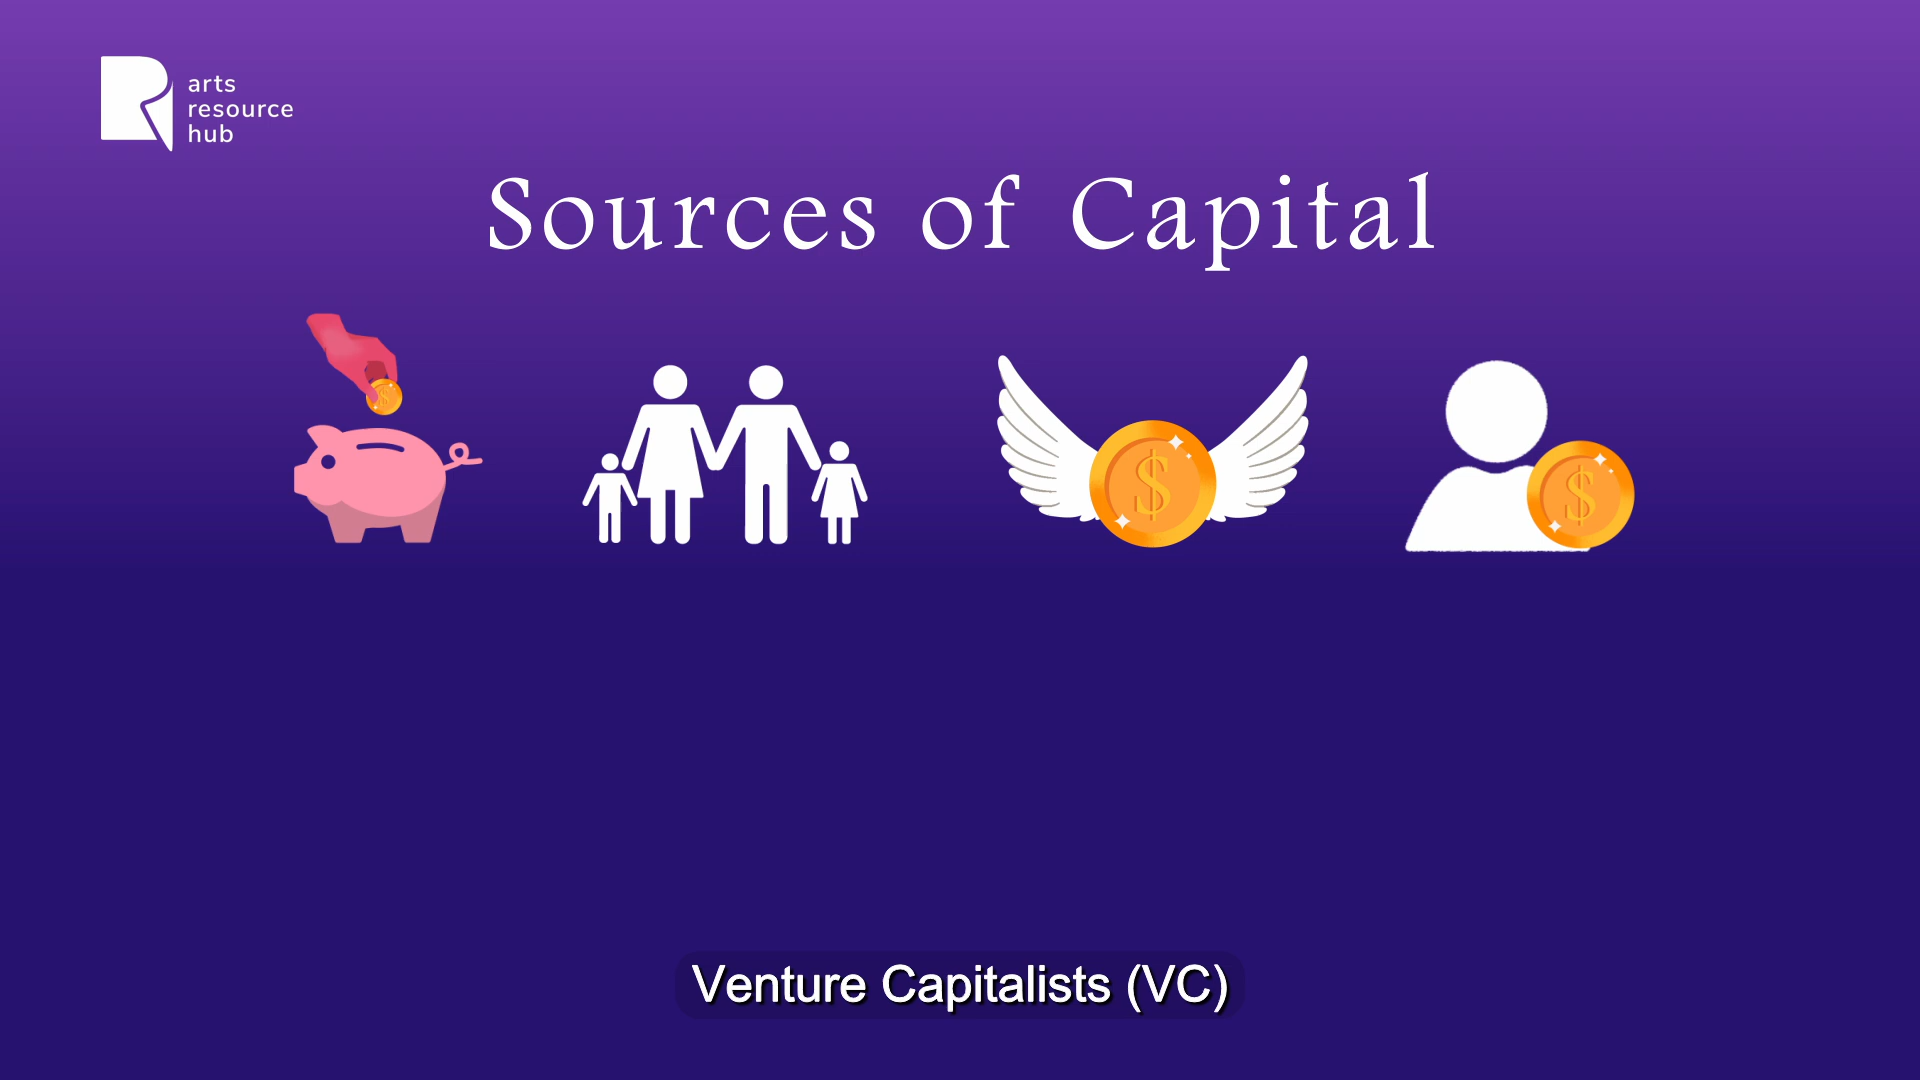 arts
resource
hub
Sources of Capital
$
$
$
Venture Capitalists (VC)